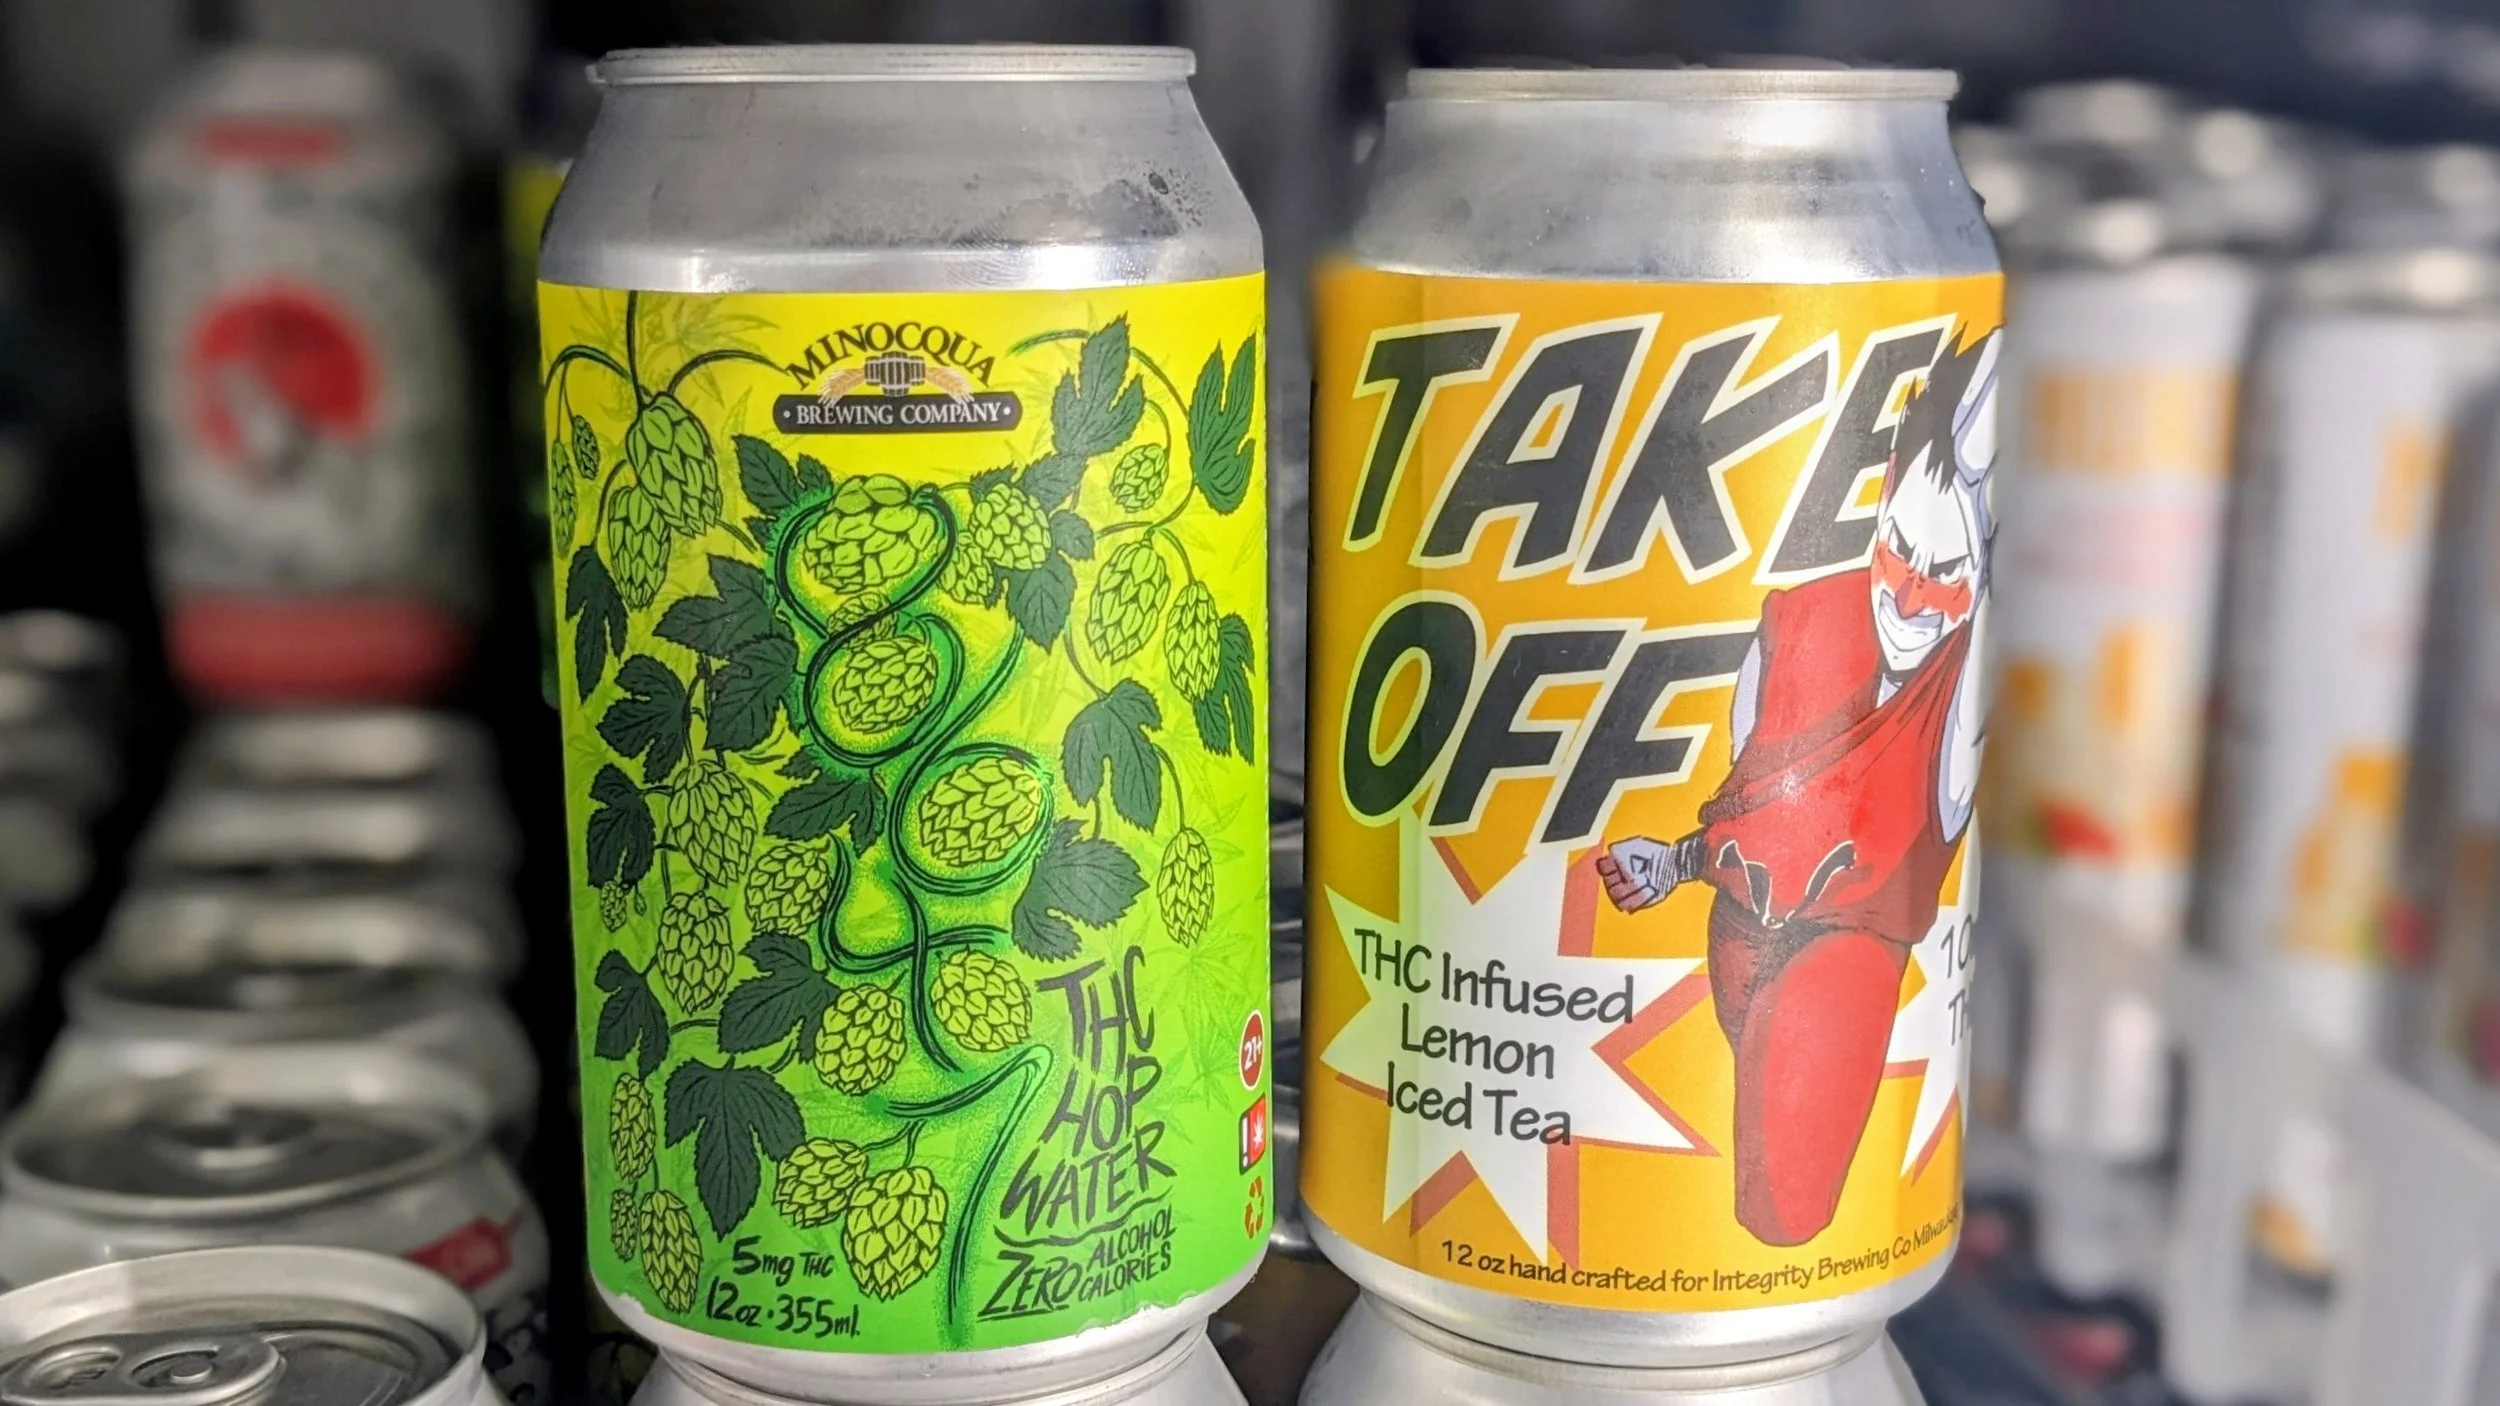 MINOCQUA
• BREWING COMPANY •
THC
HOP
WATER
ZERO ALCOHOL
CALORIES
5mg THC
12oz • 355ml.
21+
!
TAKE
OFF
THC Infused
Lemon
Iced Tea
12 oz hand crafted for Integrity Brewing Co